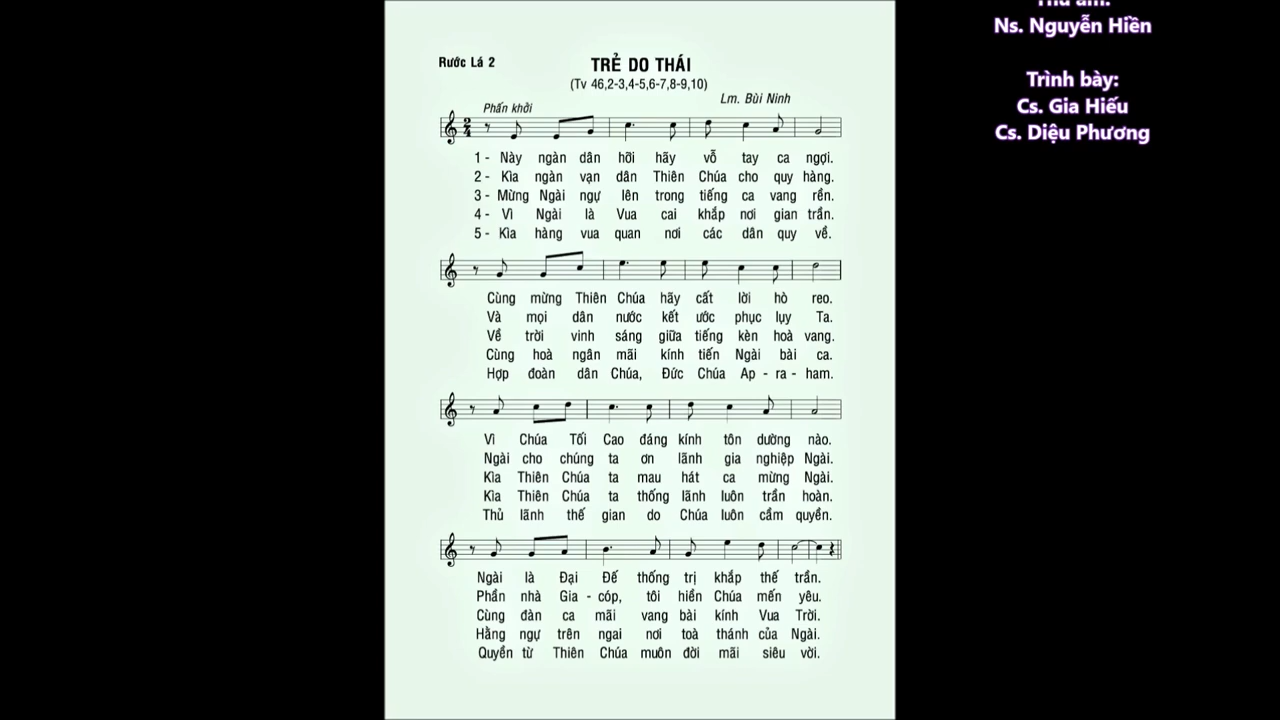 Rước Lá 2
TRẺ DO THÁI
(Tv 46,2-3,4-5,6-7,8-9,10)
Phấn khởi
Lm. Bùi Ninh
1 - Này ngàn dân hỡi hãy vỗ tay ca ngợi.
2 - Kìa ngàn vạn dân Thiên Chúa cho quy hàng.
3 - Mừng Ngài ngự lên trong tiếng ca vang rền.
4 - Vì Ngài là Vua cai khắp nơi gian trần.
5 - Kìa hàng vua quan nơi các dân quy về.
Cùng mừng Thiên Chúa hãy cất lời hò reo.
Và mọi dân nước kết ước phục lụy Ta.
Về trời vinh sáng giữa tiếng kèn hoà vang.
Cùng hoà ngân mãi kính tiến Ngài bài ca.
Hợp đoàn dân Chúa, Đức Chúa Ap - ra - ham.
Vì Chúa Tối Cao đáng kính tôn dường nào.
Ngài cho chúng ta ơn lãnh gia nghiệp Ngài.
Kìa Thiên Chúa ta mau hát ca mừng Ngài.
Kìa Thiên Chúa ta thống lãnh luôn trần hoàn.
Thủ lãnh thế gian do Chúa luôn cầm quyền.
Ngài là Đại Đế thống trị khắp thế trần.
Phần nhà Gia - cóp, tôi hiền Chúa mến yêu.
Cùng đàn ca mãi vang bài kính Vua Trời.
Hằng ngự trên ngai nơi toà thánh của Ngài.
Quyền từ Thiên Chúa muôn đời mãi siêu vời.
Thu âm:
Ns. Nguyễn Hiền
Trình bày:
Cs. Gia Hiếu
Cs. Diệu Phương